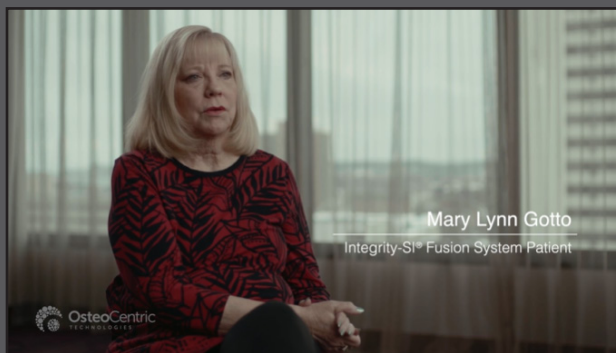 Mary Lynn Gotto
Integrity-SI® Fusion System Patient
OsteoCentric
TECHNOLOGIES